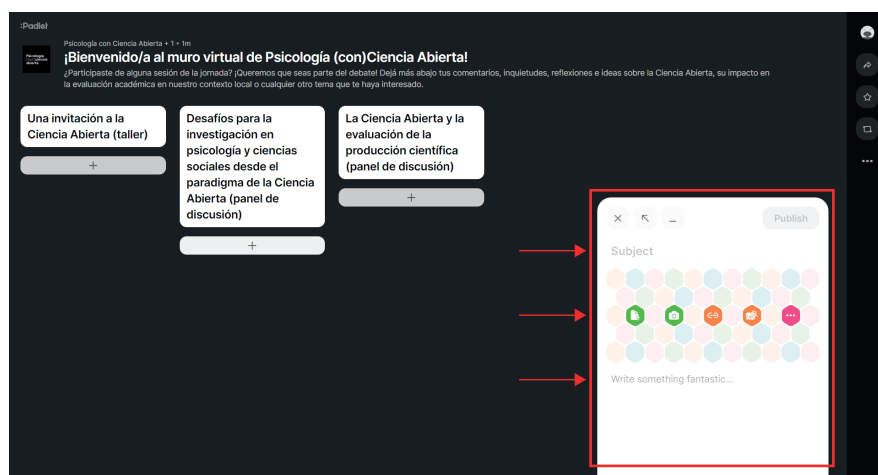 :Padlet
Psicología con Ciencia Abierta + 1 • 1m
¡Bienvenido/a al muro virtual de Psicología (con)Ciencia Abierta!
¿Participaste de alguna sesión de la jornada? ¡Queremos que seas parte del debate! Dejá más abajo tus comentarios, inquietudes, reflexiones e ideas sobre la Ciencia Abierta, su impacto en
la evaluación académica en nuestro contexto local o cualquier otro tema que te haya interesado.
Una invitación a la
Ciencia Abierta (taller)
Desafíos para la
investigación en
psicología y ciencias
sociales desde el
paradigma de la Ciencia
Abierta (panel de
discusión)
La Ciencia Abierta y la
evaluación de la
producción científica
(panel de discusión)
Publish
Subject
Write something fantastic...